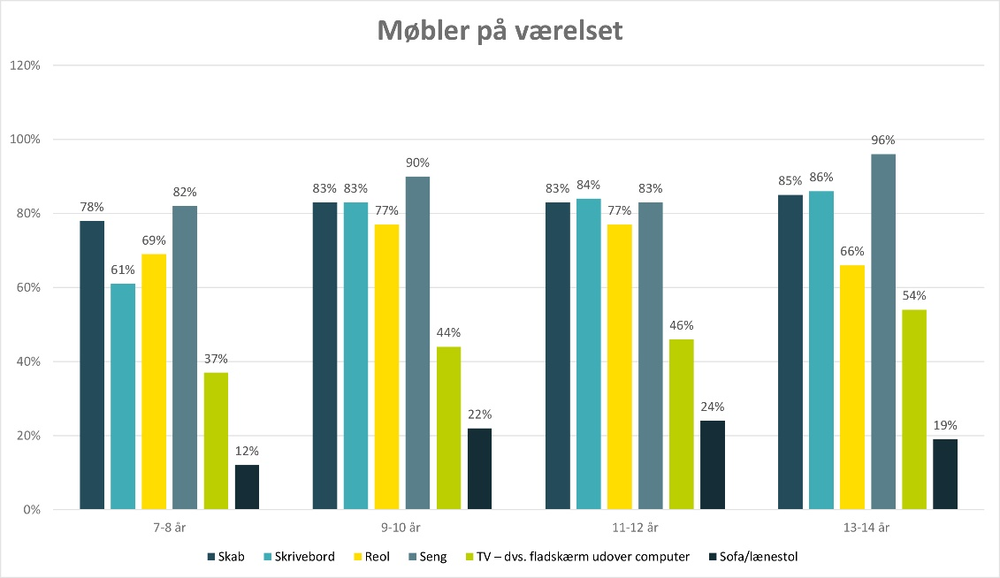 Møbler på værelset
120%
100%
80%
60%
40%
20%
0%
78%
61%
69%
82%
37%
12%
83%
83%
77%
90%
44%
22%
83%
84%
77%
83%
46%
24%
85%
86%
66%
96%
54%
19%
7-8 år
9-10 år
11-12 år
13-14 år
Skab
Skrivebord
Reol
Seng
TV – dvs. fladskærm udover computer
Sofa/lænestol